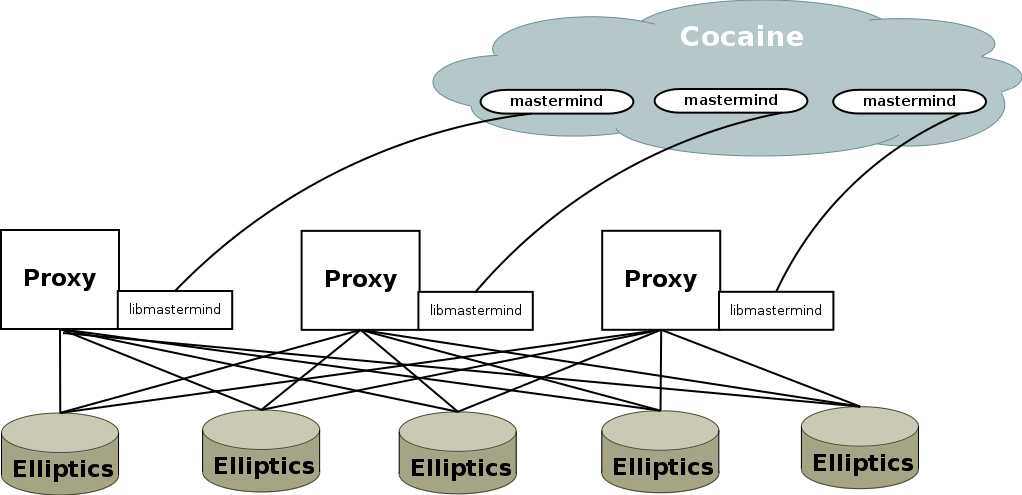 Cocaine
mastermind
mastermind
mastermind
Proxy
libmastermind
Proxy
libmastermind
Proxy
libmastermind
Elliptics
Elliptics
Elliptics
Elliptics
Elliptics